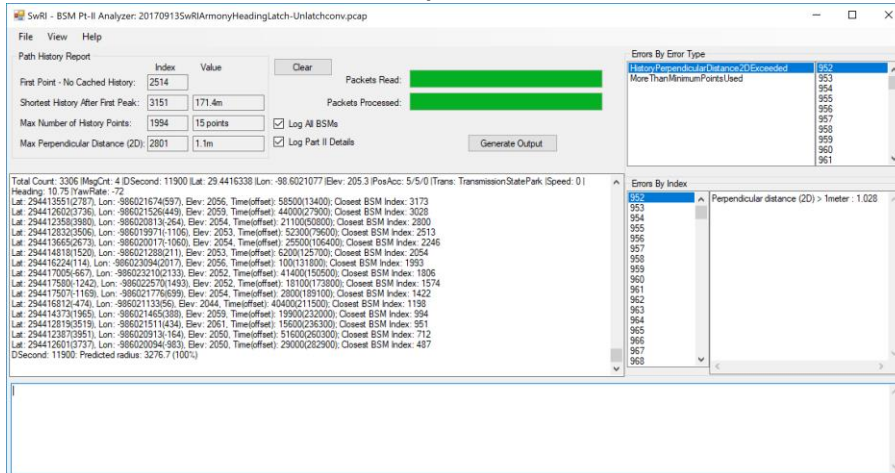 SwRI - BSM Pt-II Analyzer: 20170913SwRIArmonyHeadingLatch-Unlatchconv.pcap
File View Help
Path History Report
Index Value
First Point - No Cached History: 2514
Shortest History After First Peak: 3151 171.4m
Max Number of History Points: 1994 15 points
Max Perpendicular Distance (2D): 2801 1.1m
Clear
Packets Read:
Packets Processed:
Log All BSMs
Log Part II Details
Generate Output
Errors By Error Type
HistoryPerpendicularDistance2DExceeded
MoreThanMinimumPointsUsed
952
953
954
955
956
957
958
959
960
961
Total Count: 3306 |MsgCnt: 4 |DSecond: 11900 |Lat: 29.4416338 |Lon: -98.6021077 |Elev: 205.3 |PosAcc: 5/5/0 |Trans: TransmissionStatePark |Speed: 0 |
Heading: 10.75 |YawRate: -72
Lat: 294413551(2787), Lon: -986021674(597), Elev: 2056, Time(offset): 58500(13400); Closest BSM Index: 3173
Lat: 294412602(3736), Lon: -986021526(449), Elev: 2059, Time(offset): 44000(27900); Closest BSM Index: 3028
Lat: 294412358(3980), Lon: -986020813(-264), Elev: 2054, Time(offset): 21100(50800); Closest BSM Index: 2800
Lat: 294412832(3506), Lon: -986019971(-1106), Elev: 2053, Time(offset): 52300(79600); Closest BSM Index: 2513
Lat: 294413665(2673), Lon: -986020017(-1060), Elev: 2054, Time(offset): 25500(106400); Closest BSM Index: 2246
Lat: 294414818(1520), Lon: -986021288(211), Elev: 2053, Time(offset): 6200(125700); Closest BSM Index: 2054
Lat: 294416224(114), Lon: -986023094(2017), Elev: 2056, Time(offset): 100(131800); Closest BSM Index: 1993
Lat: 294417005(-667), Lon: -986023210(2133), Elev: 2052, Time(offset): 41400(150500); Closest BSM Index: 1806
Lat: 294417580(-1242), Lon: -986022570(1493), Elev: 2052, Time(offset): 18100(173800); Closest BSM Index: 1574
Lat: 294417507(-1169), Lon: -986021776(699), Elev: 2054, Time(offset): 2800(189100); Closest BSM Index: 1422
Lat: 294416812(-474), Lon: -986021133(56), Elev: 2044, Time(offset): 40400(211500); Closest BSM Index: 1198
Lat: 294414373(1965), Lon: -986021465(388), Elev: 2059, Time(offset): 19900(232000); Closest BSM Index: 994
Lat: 294412819(3519), Lon: -986021511(434), Elev: 2061, Time(offset): 15600(236300); Closest BSM Index: 951
Lat: 294412387(3951), Lon: -986020913(-164), Elev: 2050, Time(offset): 51600(260300); Closest BSM Index: 712
Lat: 294412601(3737), Lon: -986020094(-983), Elev: 2050, Time(offset): 29000(282900); Closest BSM Index: 487
DSecond: 11900: Predicted radius: 3276.7 (100%)
Errors By Index
952
953
954
955
956
957
958
959
960
961
962
963
964
965
966
967
968
Perpendicular distance (2D) > 1meter : 1.028